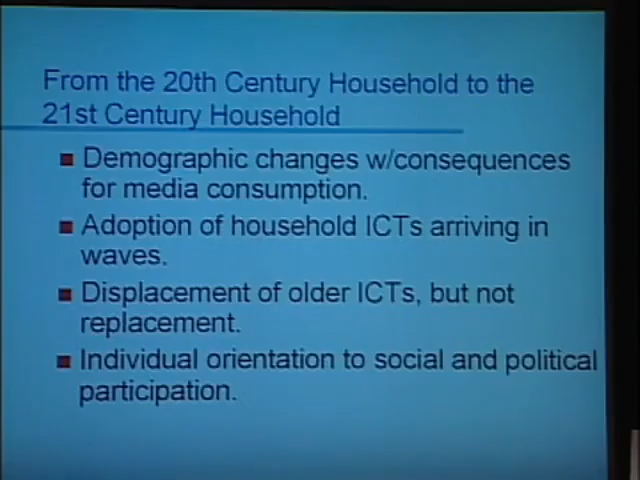 From the 20th Century Household to the
21st Century Household
Demographic changes w/consequences
for media consumption.
Adoption of household ICTs arriving in
waves.
Displacement of older ICTs, but not
replacement.
Individual orientation to social and political
participation.